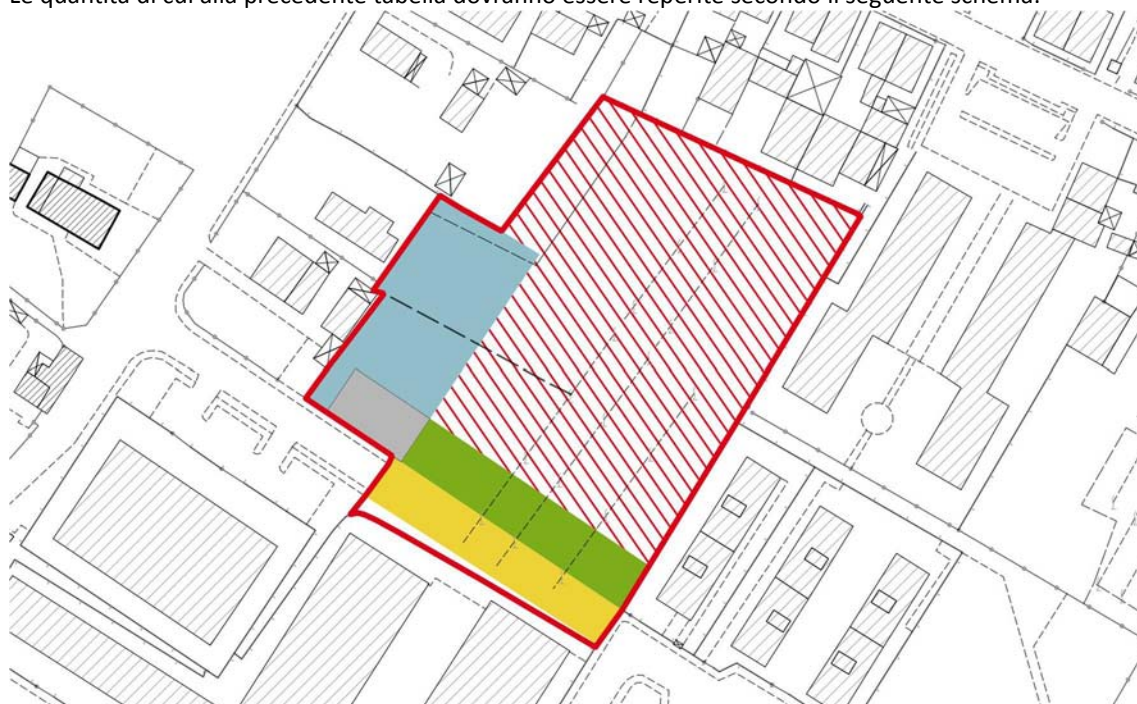 Le quantità di cui alla precedente tabella dovranno essere reperite secondo il seguente schema: